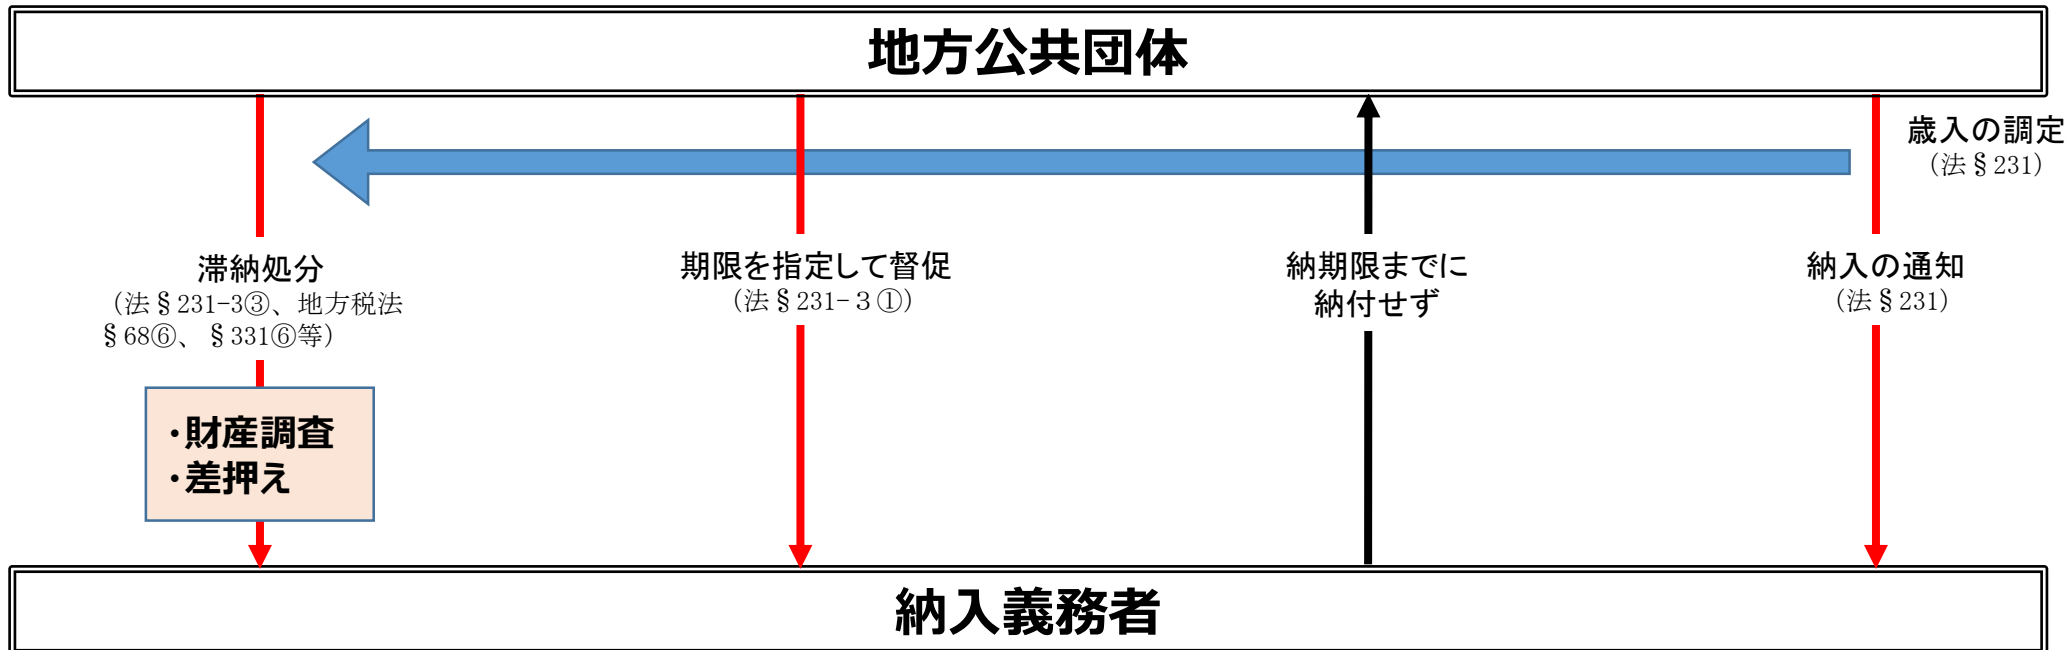 地方公共団体
歳入の調定
(法§231)
納入の通知
(法§231)
納期限までに
納付せず
期限を指定して督促
(法§231-３①)
滞納処分
(法§231-3③、地方税法
§68⑥、§331⑥等)
・財産調査
・差押え
納入義務者